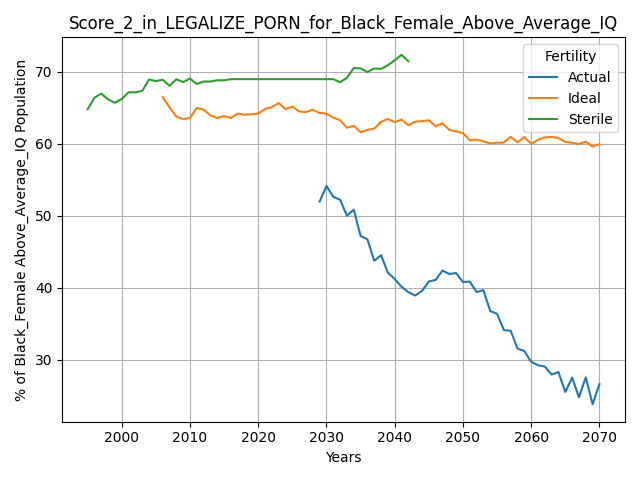 Score_2_in_LEGALIZE_PORN_for_Black_Female_Above_Average_IQ
% of Black_Female Above_Average_IQ Population
70
60
50
40
30
Fertility
Actual
Ideal
Sterile
2000 2010 2020 2030 2040 2050 2060 2070
Years